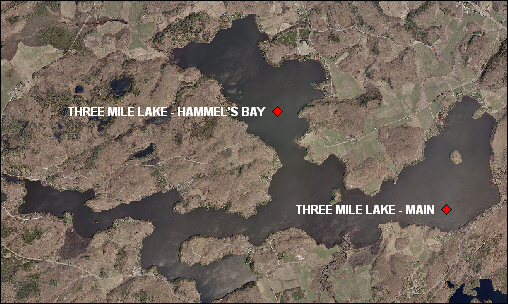 THREE MILE LAKE - HAMMEL'S BAY
THREE MILE LAKE - MAIN